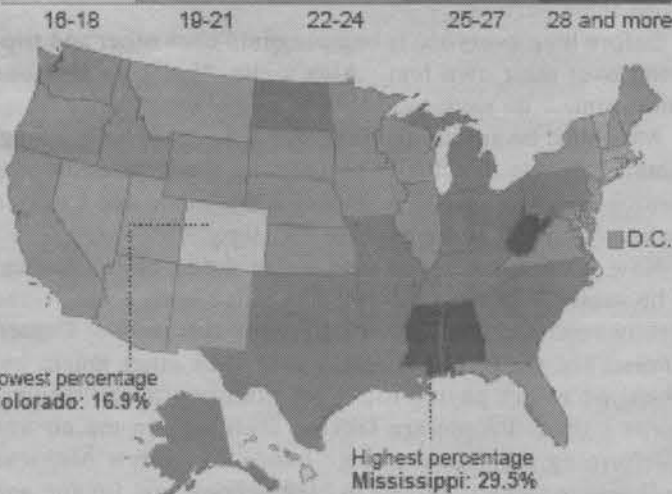 16-18 19-21 22-24 25-27 28 and more
D.C.
owest percentage
olorado: 16.9%
Highest percentage
Mississippi: 29.5%